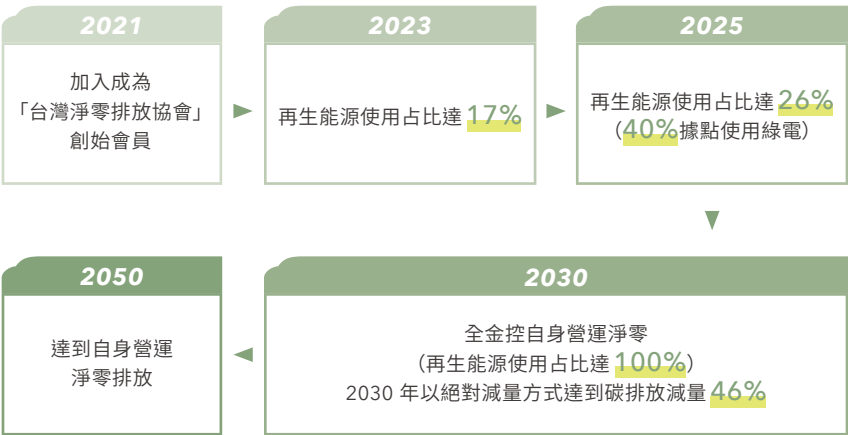 2021
加入成為
「台灣淨零排放協會」
創始會員
2023
再生能源使用占比達 17%
2025
再生能源使用占比達 26%
（40%據點使用綠電）
2030
全金控自身營運淨零
（再生能源使用占比達 100%）
2030 年以絕對減量方式達到碳排放減量 46%
2050
達到自身營運
淨零排放